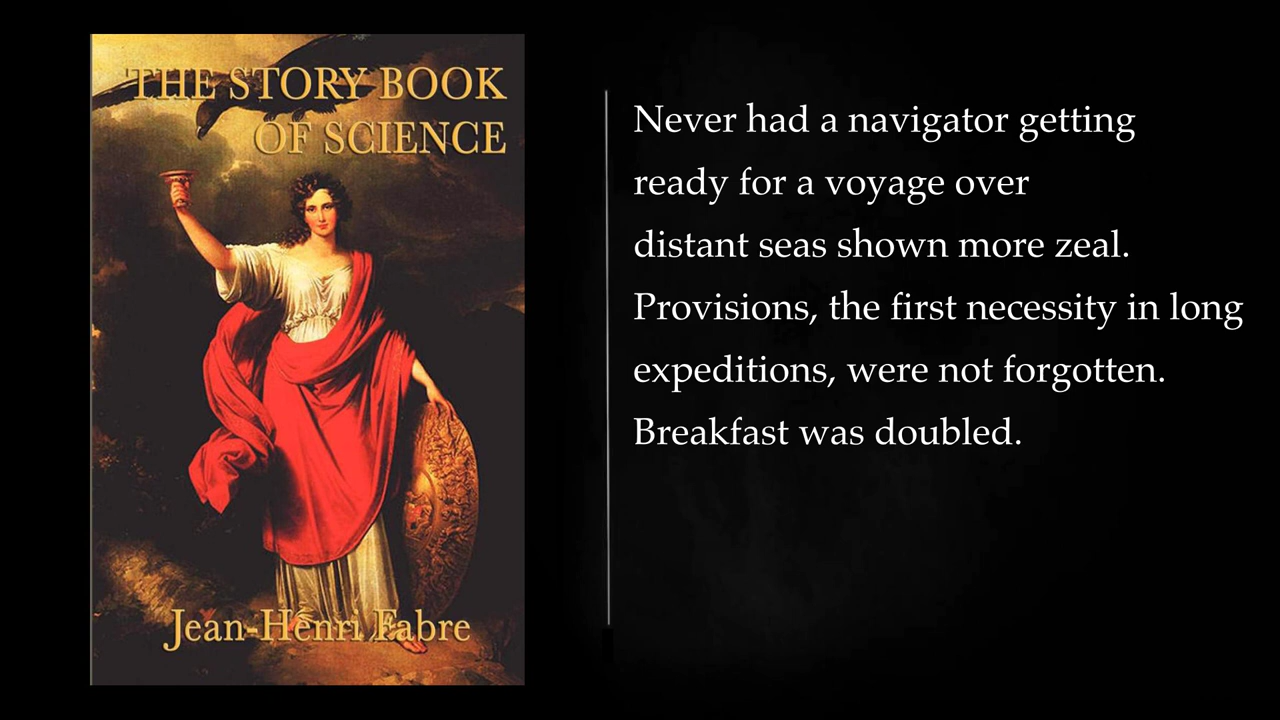 THE STORY BOOK
OF SCIENCE
Jean-Henri Fabre
Never had a navigator getting
ready for a voyage over
distant seas shown more zeal.
Provisions, the first necessity in long
expeditions, were not forgotten.
Breakfast was doubled.